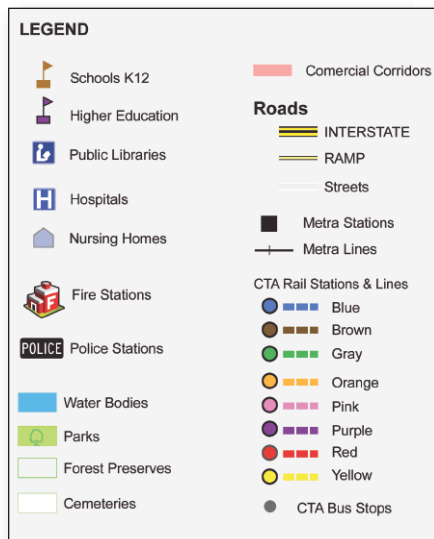 LEGEND
Schools K12
Higher Education
Public Libraries
H Hospitals
Nursing Homes
F Fire Stations
POLICE Police Stations
Water Bodies
Parks
Forest Preserves
Cemeteries
Comercial Corridors
Roads
INTERSTATE
RAMP
Streets
Metra Stations
Metra Lines
CTA Rail Stations & Lines
Blue
Brown
Gray
Orange
Pink
Purple
Red
Yellow
CTA Bus Stops